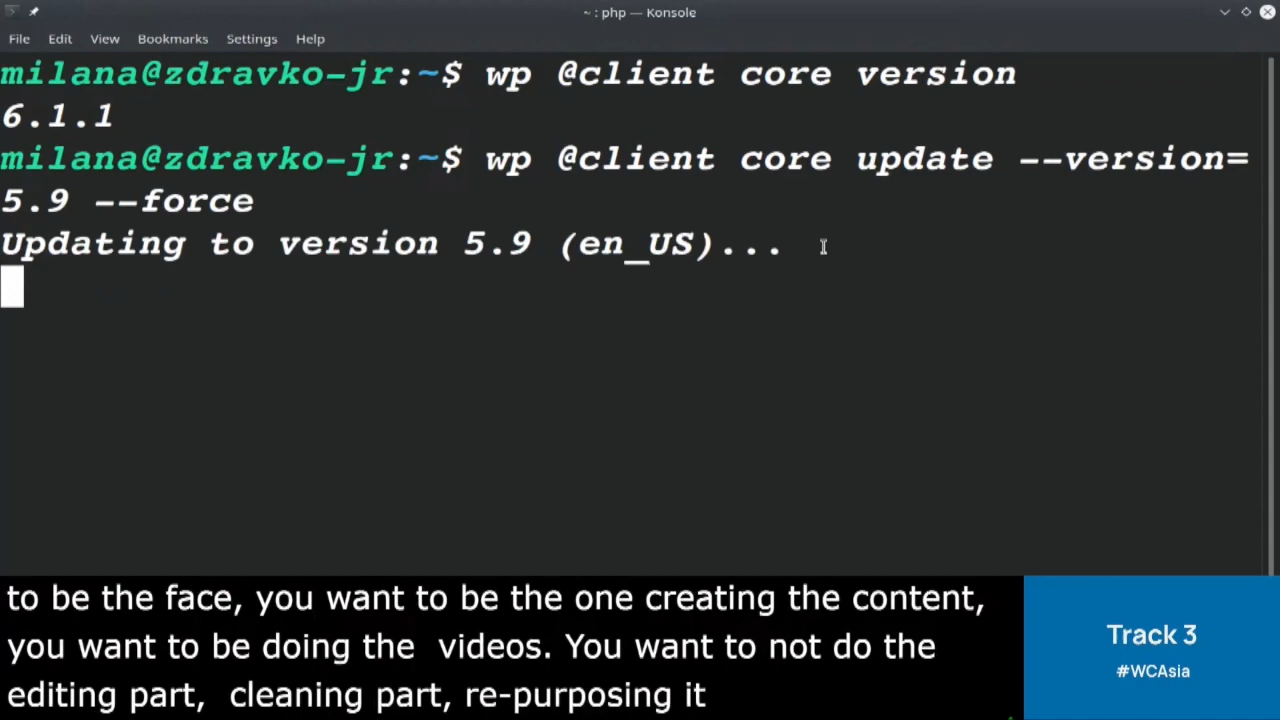 ~ : php — Konsole
File Edit View Bookmarks Settings Help
milana@zdravko-jr:~$ wp @client core version
6.1.1
milana@zdravko-jr:~$ wp @client core update --version=
5.9 --force
Updating to version 5.9 (en_US)...
to be the face, you want to be the one creating the content,
you want to be doing the  videos. You want to not do the
editing part,  cleaning part, re-purposing it
Track 3
#WCAsia